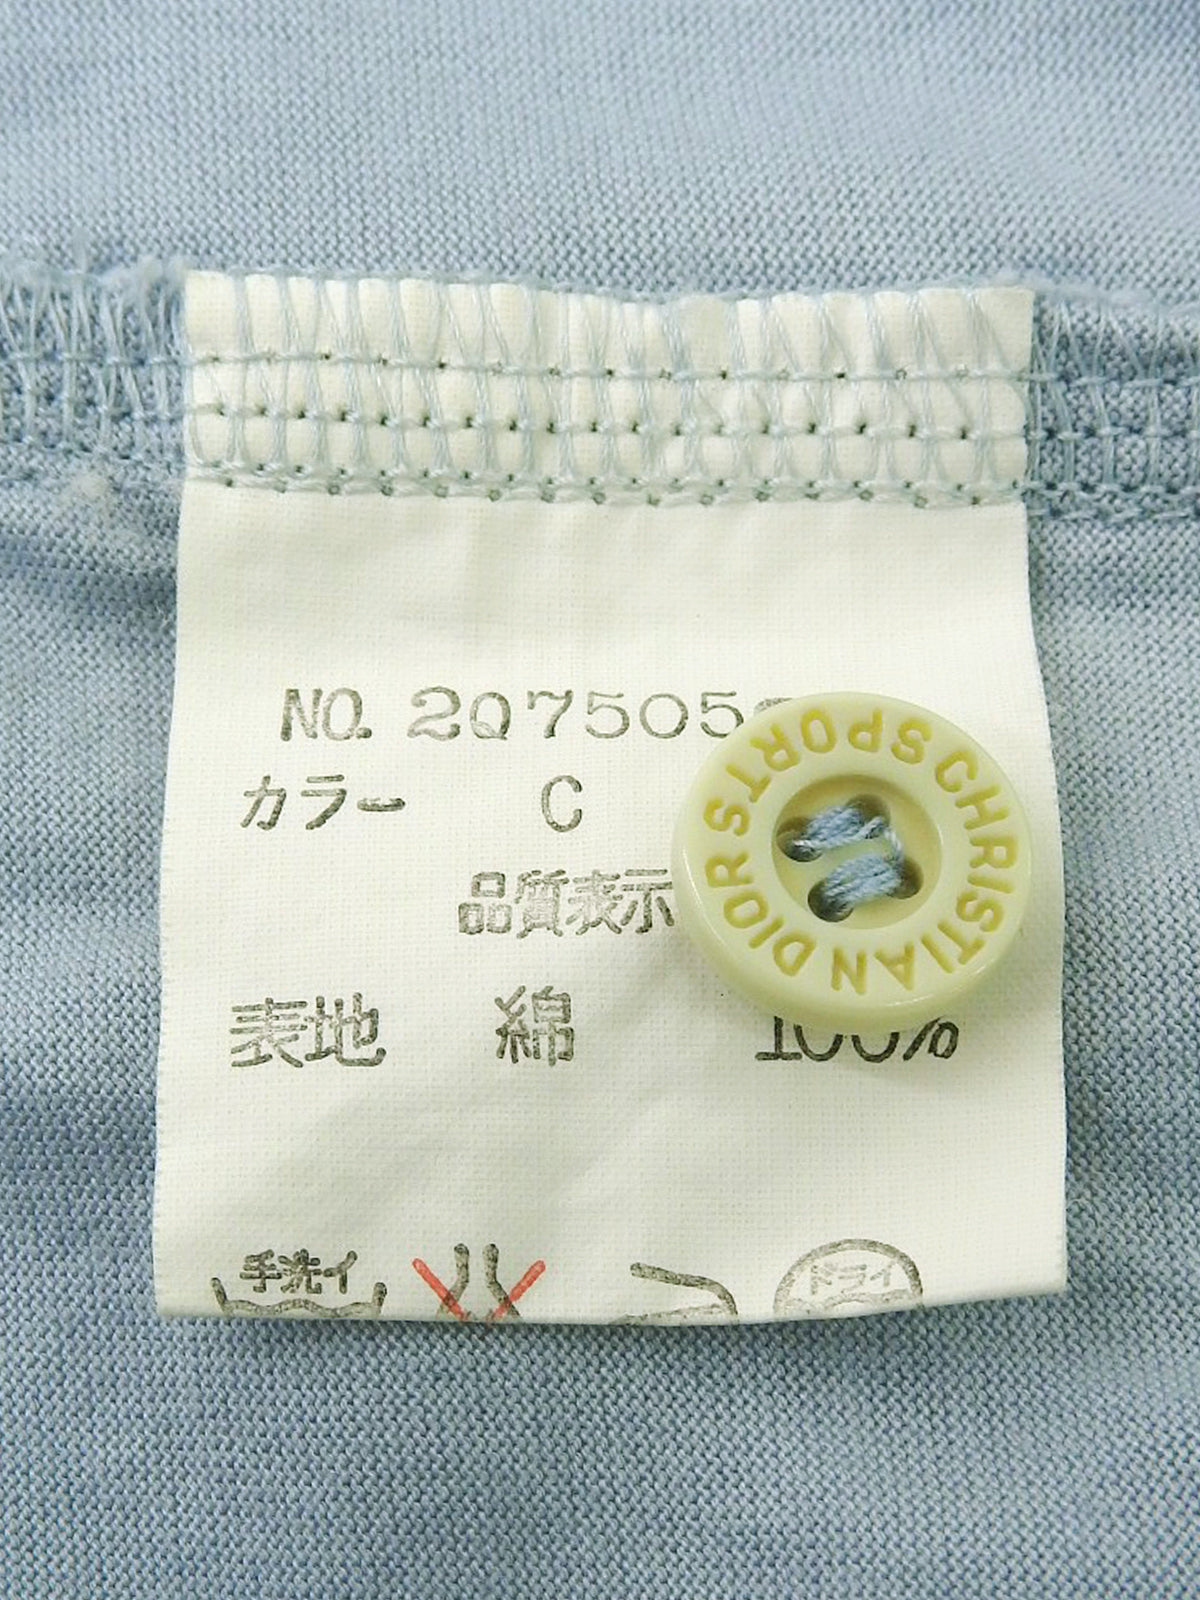 NO. 207505
カラー C
品質表示
表地 綿 100%
手洗イ
ドライ
CHRISTIAN DIOR SPORTS